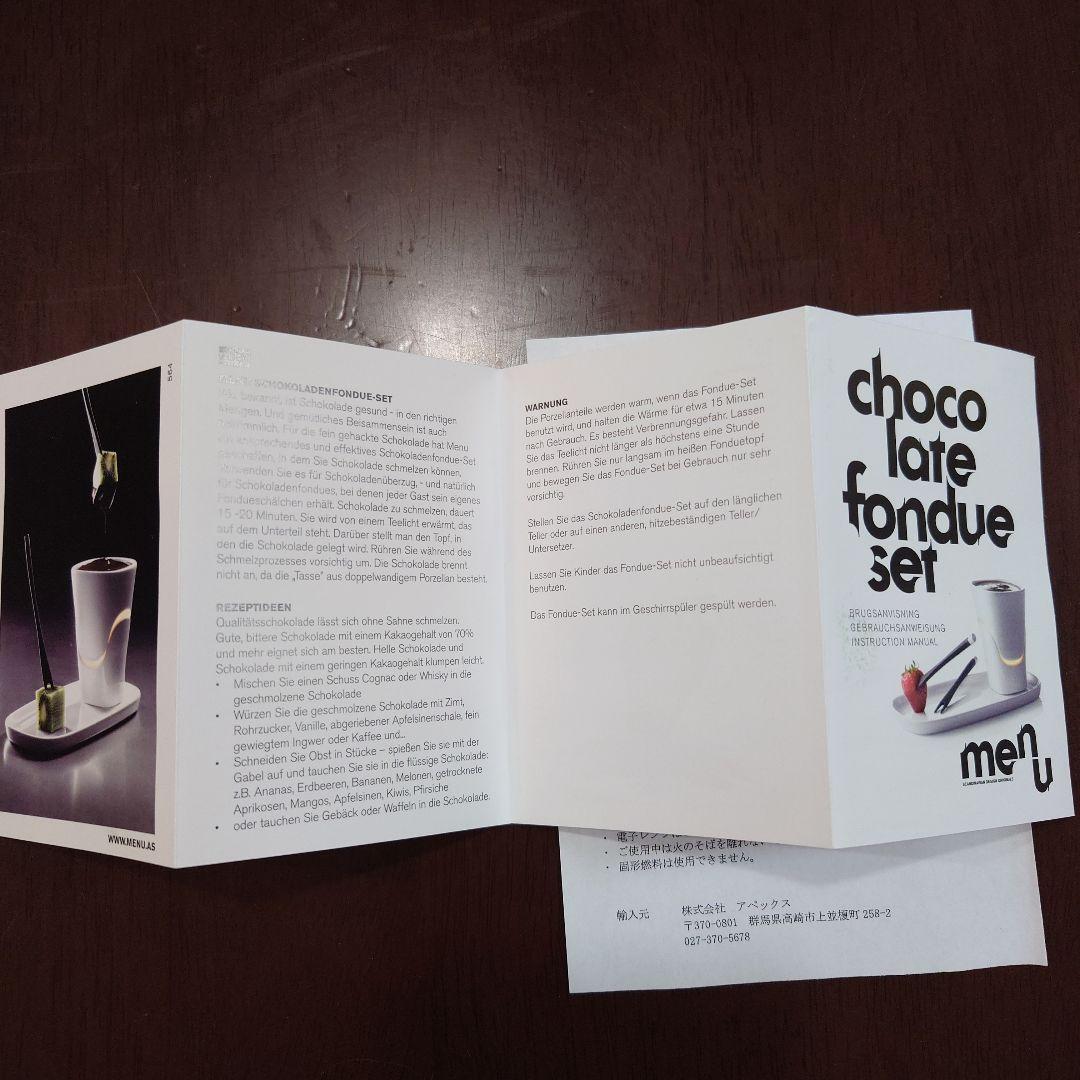 564
WWW.MENU.AS
SCHOKOLADENFONDUE-SET
bekannt, ist Schokolade gesund - in den richtigen
Mengen. Und gemütliches Beisammensein ist auch
Für die fein gehackte Schokolade hat Menu
ansprechendes und effektives Schokoladenfondue-Set
geschaffen, in dem Sie Schokolade schmelzen können,
Verwenden Sie es für Schokoladenüberzug, - und natürlich
für Schokoladenfondues, bei denen jeder Gast sein eigenes
Fondueschälchen erhält. Schokolade zu schmelzen, dauert
15 -20 Minuten. Sie wird von einem Teelicht erwärmt, das
auf dem Unterteil steht. Darüber stellt man den Topf, in
den die Schokolade gelegt wird. Rühren Sie während des
Schmelzprozesses vorsichtig um. Die Schokolade brennt
nicht an, da die „Tasse" aus doppelwandigem Porzellan besteht.
REZEPTIDEEN
Qualitätsschokolade lässt sich ohne Sahne schmelzen.
Gute, bittere Schokolade mit einem Kakaogehalt von 70%
und mehr eignet sich am besten. Helle Schokolade und
Schokolade mit einem geringen Kakaogehalt klumpen leicht.
• Mischen Sie einen Schuss Cognac oder Whisky in die
geschmolzene Schokolade
• Würzen Sie die geschmolzene Schokolade mit Zimt,
Rohrzucker, Vanille, abgeriebener Apfelsinenschale, fein
gewiegtem Ingwer oder Kaffee und...
• Schneiden Sie Obst in Stücke – spießen Sie sie mit der
Gabel auf und tauchen Sie sie in die flüssige Schokolade:
z.B. Ananas, Erdbeeren, Bananen, Melonen, getrocknete
Aprikosen, Mangos, Apfelsinen, Kiwis, Pfirsiche
• oder tauchen Sie Gebäck oder Waffeln in die Schokolade.
WARNUNG
Die Porzellanteile werden warm, wenn das Fondue-Set
benutzt wird, und halten die Wärme für etwa 15 Minuten
nach Gebrauch. Es besteht Verbrennungsgefahr. Lassen
Sie das Teelicht nicht länger als höchstens eine Stunde
brennen. Rühren Sie nur langsam im heißen Fonduetopf
und bewegen Sie das Fondue-Set bei Gebrauch nur sehr
vorsichtig.
Stellen Sie das Schokoladenfondue-Set auf den länglichen
Teller oder auf einen anderen, hitzebeständigen Teller/
Untersetzer.
Lassen Sie Kinder das Fondue-Set nicht unbeaufsichtigt
benutzen.
Das Fondue-Set kann im Geschirrspüler gespült werden.
choco
late
fondue
set
BRUGSANVISNING
GEBRAUCHSANWEISUNG
INSTRUCTION MANUAL
menu
SCANDINAVIAN DESIGN ORIGINALS
・ 電子レンジは
・ ご使用中は火のそばを離れない
・ 固形燃料は使用できません。
輸入元 株式会社 アペックス
〒370-0801 群馬県高崎市上並榎町 258-2
027-370-5678